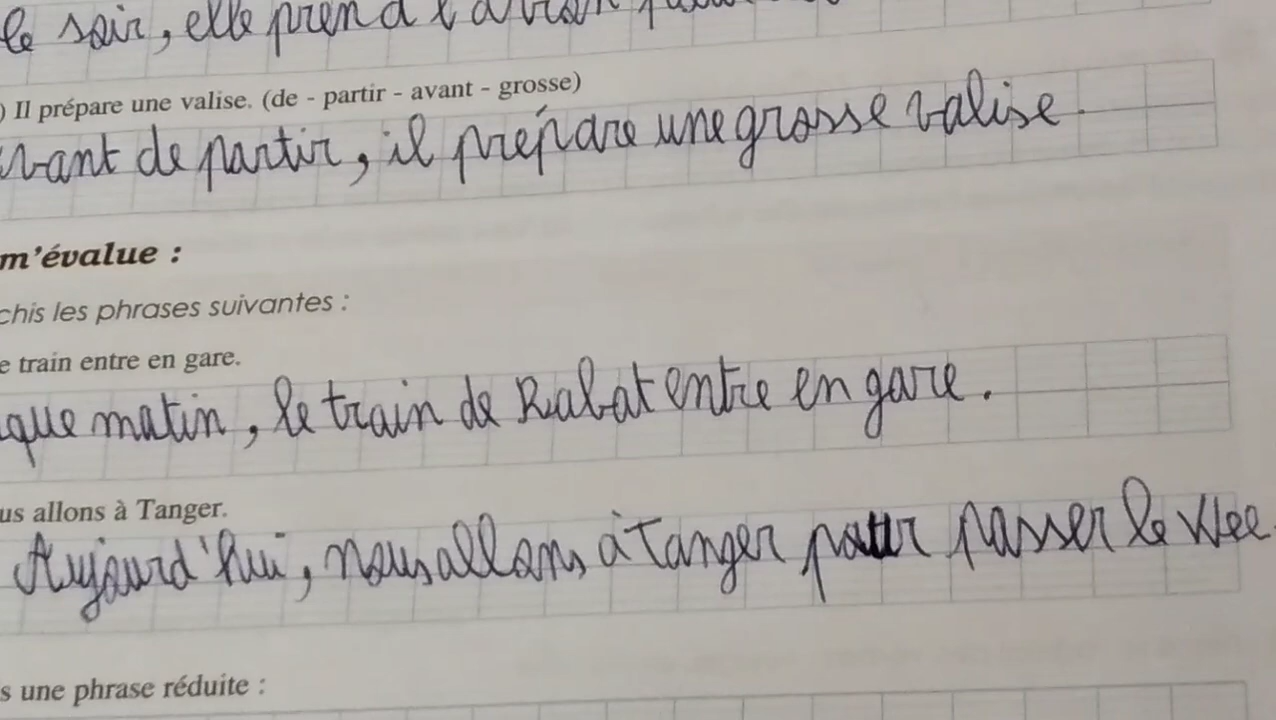 le soir, elle prend l'avion
) Il prépare une valise. (de - partir - avant - grosse)
vant de partir, il prépare une grosse valise.
m'évalue :
chis les phrases suivantes :
e train entre en gare.
que matin, le train de Rabat entre en gare.
us allons à Tanger.
Aujourd'hui, nous allons à Tanger pour passer le Wee
s une phrase réduite :